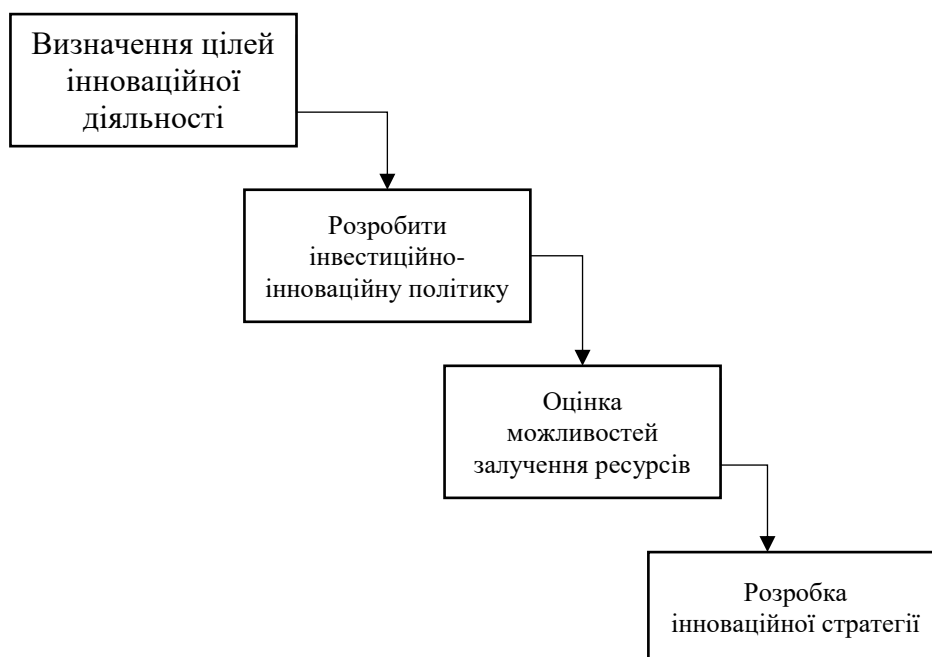 Визначення цілей
інноваційної
діяльності
Розробити
інвестиційно-
інноваційну політику
Оцінка
можливостей
залучення ресурсів
Розробка
інноваційної стратегії